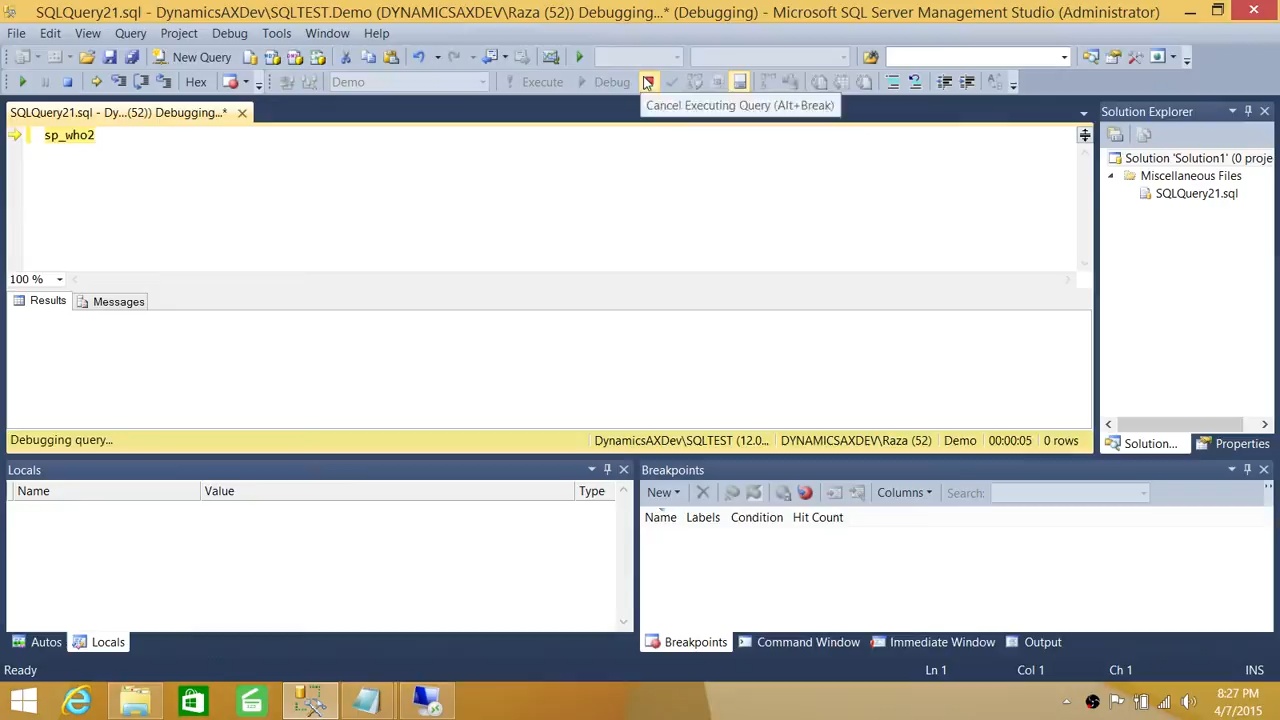 SQLQuery21.sql - DynamicsAXDev\SQLTEST.Demo (DYNAMICSAXDEV\Raza (52)) Debugging...* (Debugging) - Microsoft SQL Server Management Studio (Administrator)
File Edit View Query Project Debug Tools Window Help
New Query
Hex Demo Execute Debug
Cancel Executing Query (Alt+Break)
SQLQuery21.sql - Dy...(52)) Debugging...*
sp_who2
100 %
Results Messages
Debugging query... DynamicsAXDev\SQLTEST (12.0... DYNAMICSAXDEV\Raza (52) Demo 00:00:05 0 rows
Solution Explorer
Solution 'Solution1' (0 proje
Miscellaneous Files
SQLQuery21.sql
Solution... Properties
Locals
Name Value Type
Autos Locals
Breakpoints
New Columns Search:
Name Labels Condition Hit Count
Breakpoints Command Window Immediate Window Output
Ready Ln 1 Col 1 Ch 1 INS
8:27 PM
4/7/2015